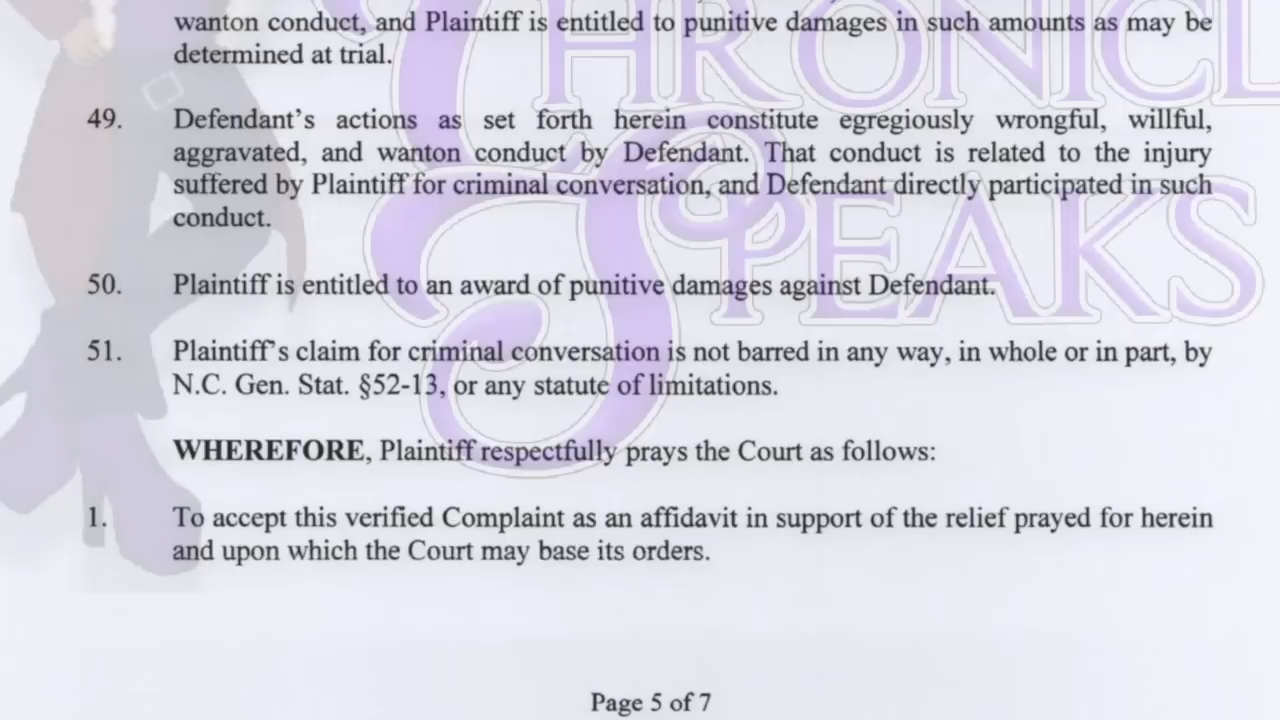 wanton conduct, and Plaintiff is entitled to punitive damages in such amounts as may be
determined at trial.
49. Defendant's actions as set forth herein constitute egregiously wrongful, willful,
aggravated, and wanton conduct by Defendant. That conduct is related to the injury
suffered by Plaintiff for criminal conversation, and Defendant directly participated in such
conduct.
50. Plaintiff is entitled to an award of punitive damages against Defendant.
51. Plaintiff's claim for criminal conversation is not barred in any way, in whole or in part, by
N.C. Gen. Stat. §52-13, or any statute of limitations.
WHEREFORE, Plaintiff respectfully prays the Court as follows:
1. To accept this verified Complaint as an affidavit in support of the relief prayed for herein
and upon which the Court may base its orders.
Page 5 of 7
CHRONICL
SPEAKS